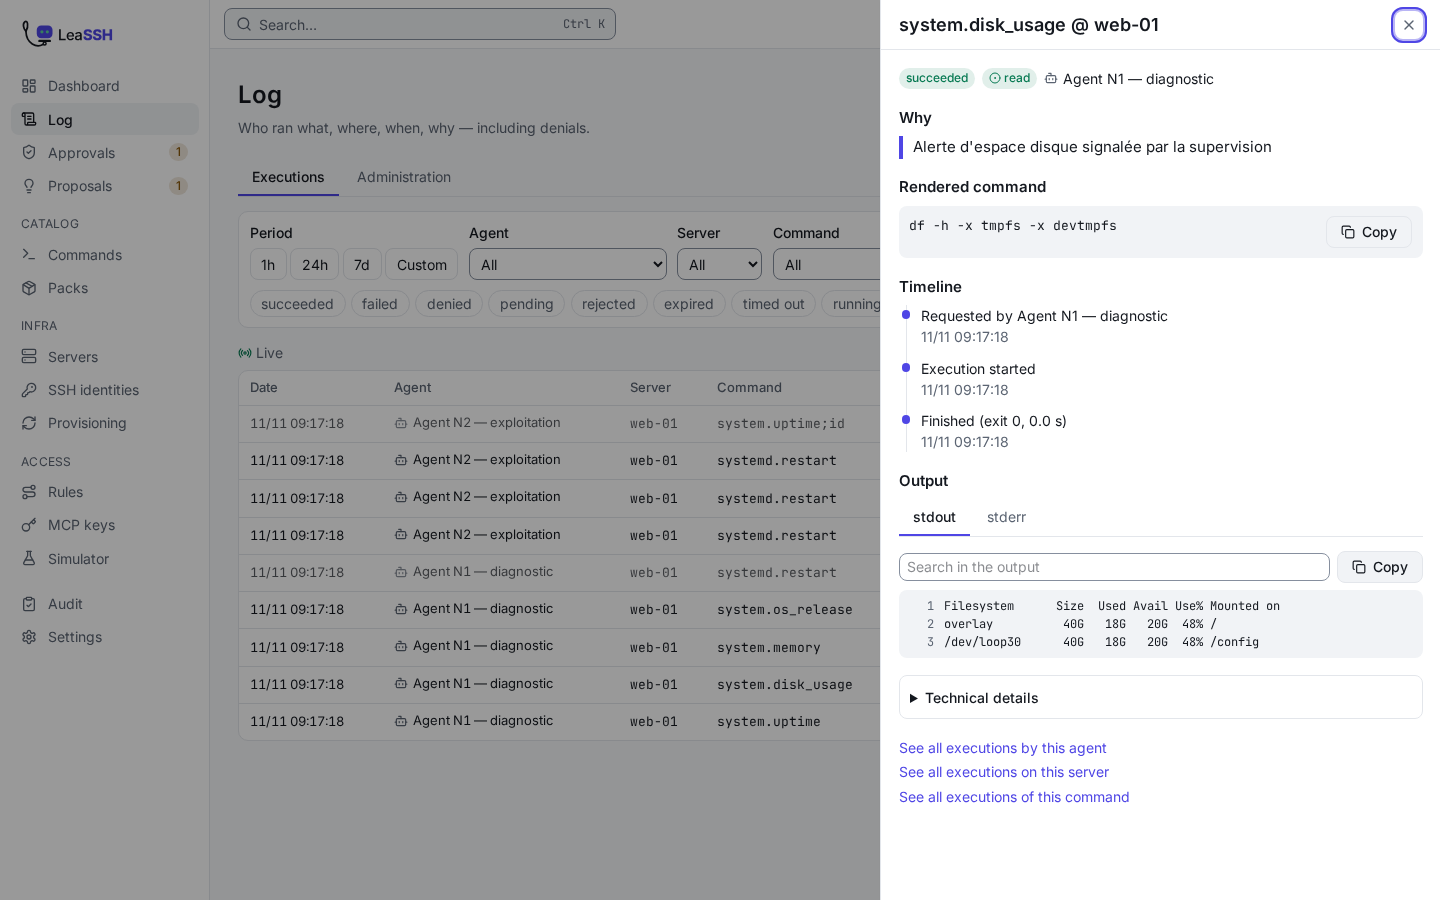 LeaSSH
Search...
Ctrl K
Dashboard
Log
Approvals 1
Proposals 1
CATALOG
Commands
Packs
INFRA
Servers
SSH identities
Provisioning
ACCESS
Rules
MCP keys
Simulator
Audit
Settings
Log
Who ran what, where, when, why — including denials.
Executions Administration
Period Agent Server Command
1h 24h 7d Custom All All All
succeeded failed denied pending rejected expired timed out running
Live
Date Agent Server Command
11/11 09:17:18 Agent N2 — exploitation web-01 system.uptime;id
11/11 09:17:18 Agent N2 — exploitation web-01 systemd.restart
11/11 09:17:18 Agent N2 — exploitation web-01 systemd.restart
11/11 09:17:18 Agent N2 — exploitation web-01 systemd.restart
11/11 09:17:18 Agent N1 — diagnostic web-01 systemd.restart
11/11 09:17:18 Agent N1 — diagnostic web-01 system.os_release
11/11 09:17:18 Agent N1 — diagnostic web-01 system.memory
11/11 09:17:18 Agent N1 — diagnostic web-01 system.disk_usage
11/11 09:17:18 Agent N1 — diagnostic web-01 system.uptime
system.disk_usage @ web-01
succeeded read Agent N1 — diagnostic
Why
Alerte d'espace disque signalée par la supervision
Rendered command
df -h -x tmpfs -x devtmpfs
Copy
Timeline
Requested by Agent N1 — diagnostic
11/11 09:17:18
Execution started
11/11 09:17:18
Finished (exit 0, 0.0 s)
11/11 09:17:18
Output
stdout stderr
Search in the output
Copy
1 Filesystem Size Used Avail Use% Mounted on
2 overlay 40G 18G 20G 48% /
3 /dev/loop30 40G 18G 20G 48% /config
Technical details
See all executions by this agent
See all executions on this server
See all executions of this command